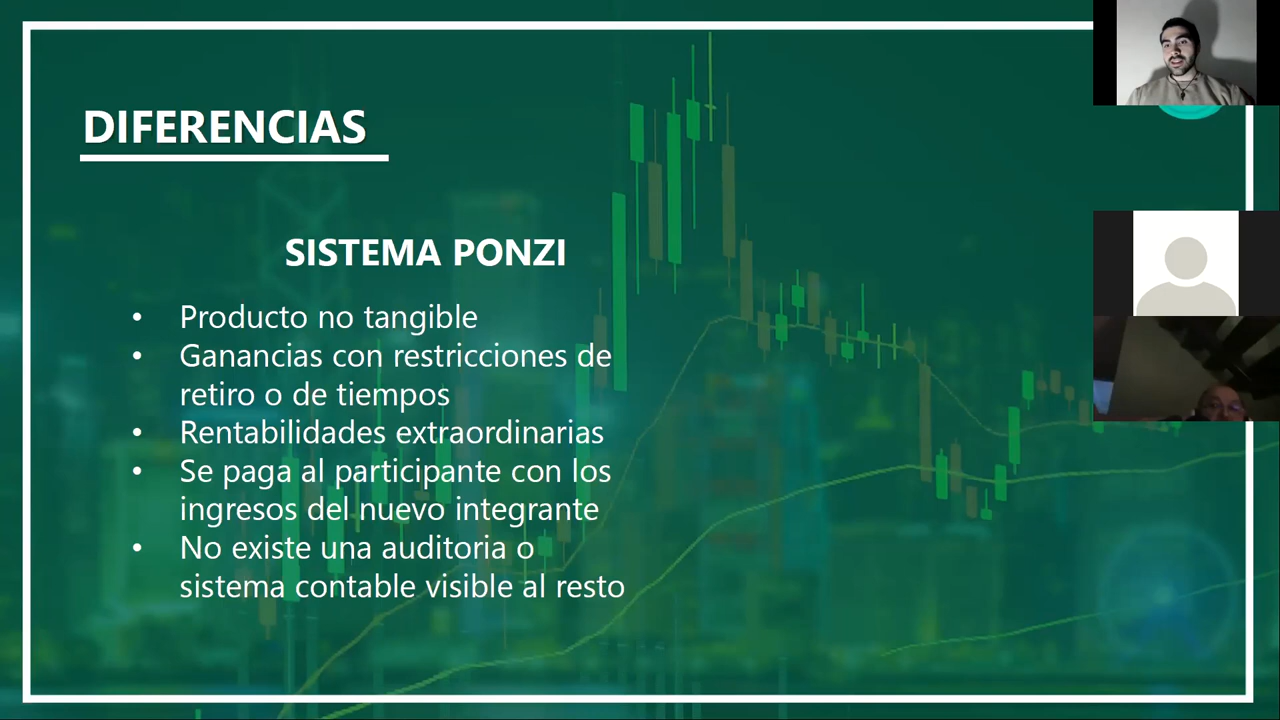 DIFERENCIAS
SISTEMA PONZI
• Producto no tangible
• Ganancias con restricciones de
retiro o de tiempos
• Rentabilidades extraordinarias
• Se paga al participante con los
ingresos del nuevo integrante
• No existe una auditoria o
sistema contable visible al resto